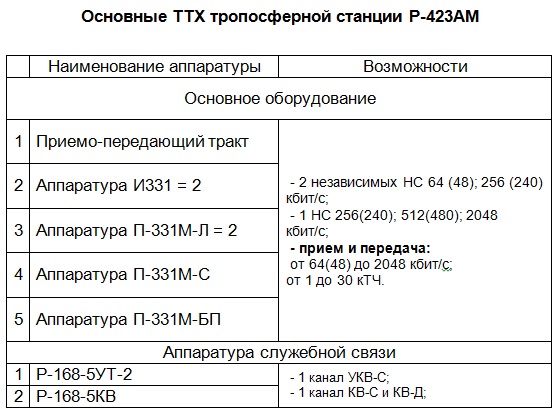 Основные ТТХ тропосферной станции Р-423АМ
Наименование аппаратуры Возможности
Основное оборудование
1 Приемо-передающий тракт
2 Аппаратура И331 = 2
3 Аппаратура П-331М-Л = 2
4 Аппаратура П-331М-С
5 Аппаратура П-331М-БП
- 2 независимых НС 64 (48); 256 (240)
кбит/с;
- 1 НС 256(240); 512(480); 2048
кбит/с;
- прием и передача:
от 64(48) до 2048 кбит/с;
от 1 до 30 кТЧ.
Аппаратура служебной связи
1 Р-168-5УТ-2
2 Р-168-5КВ
- 1 канал УКВ-С;
- 1 канал КВ-С и КВ-Д;